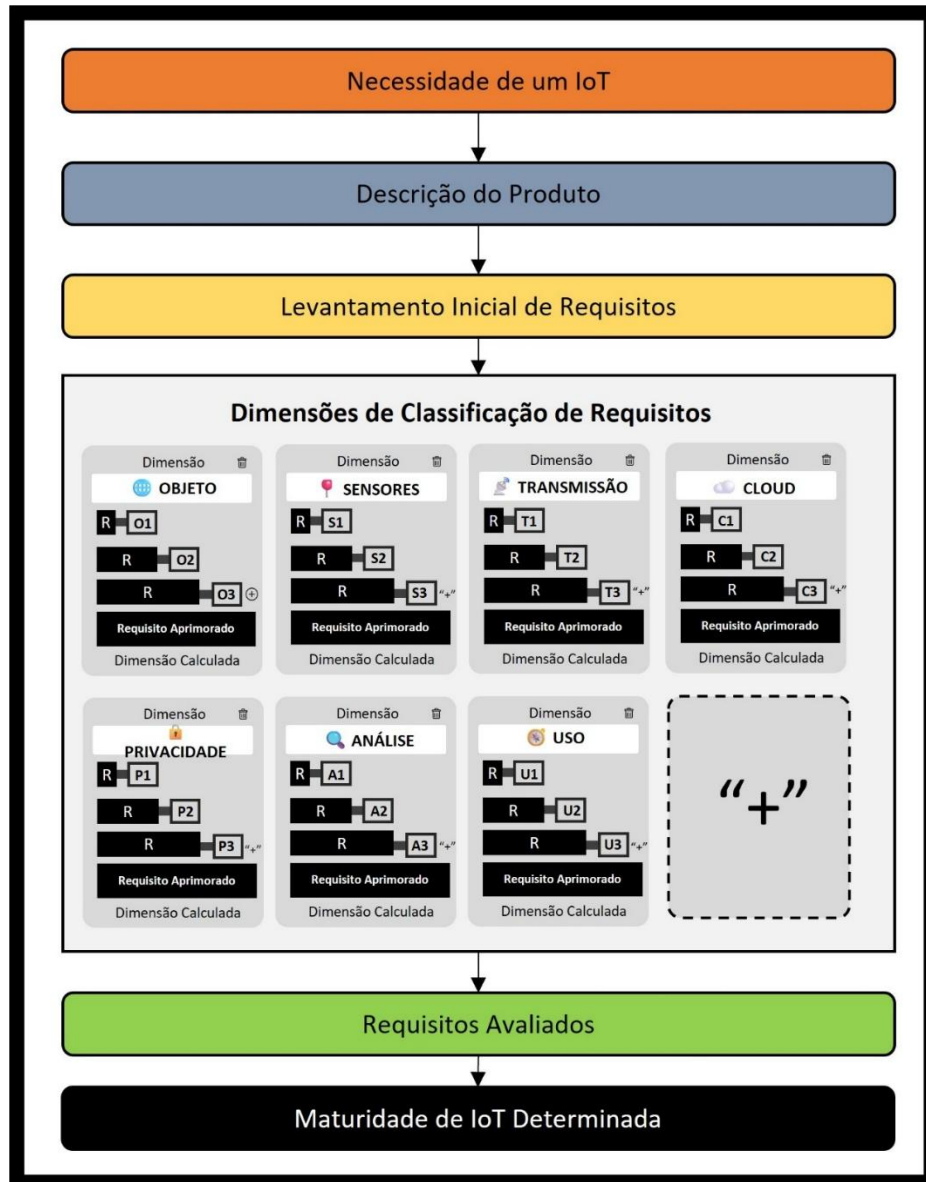 Necessidade de um IoT
Descrição do Produto
Levantamento Inicial de Requisitos
Dimensões de Classificação de Requisitos
Dimensão
OBJETO
R O1
R O2
R O3 +
Requisito Aprimorado
Dimensão Calculada
Dimensão
SENSORES
R S1
R S2
R S3 “+”
Requisito Aprimorado
Dimensão Calculada
Dimensão
TRANSMISSÃO
R T1
R T2
R T3 “+”
Requisito Aprimorado
Dimensão Calculada
Dimensão
CLOUD
R C1
R C2
R C3 “+”
Requisito Aprimorado
Dimensão Calculada
Dimensão
PRIVACIDADE
R P1
R P2
R P3 “+”
Requisito Aprimorado
Dimensão Calculada
Dimensão
ANÁLISE
R A1
R A2
R A3 “+”
Requisito Aprimorado
Dimensão Calculada
Dimensão
USO
R U1
R U2
R U3 “+”
Requisito Aprimorado
Dimensão Calculada
“+”
Requisitos Avaliados
Maturidade de IoT Determinada